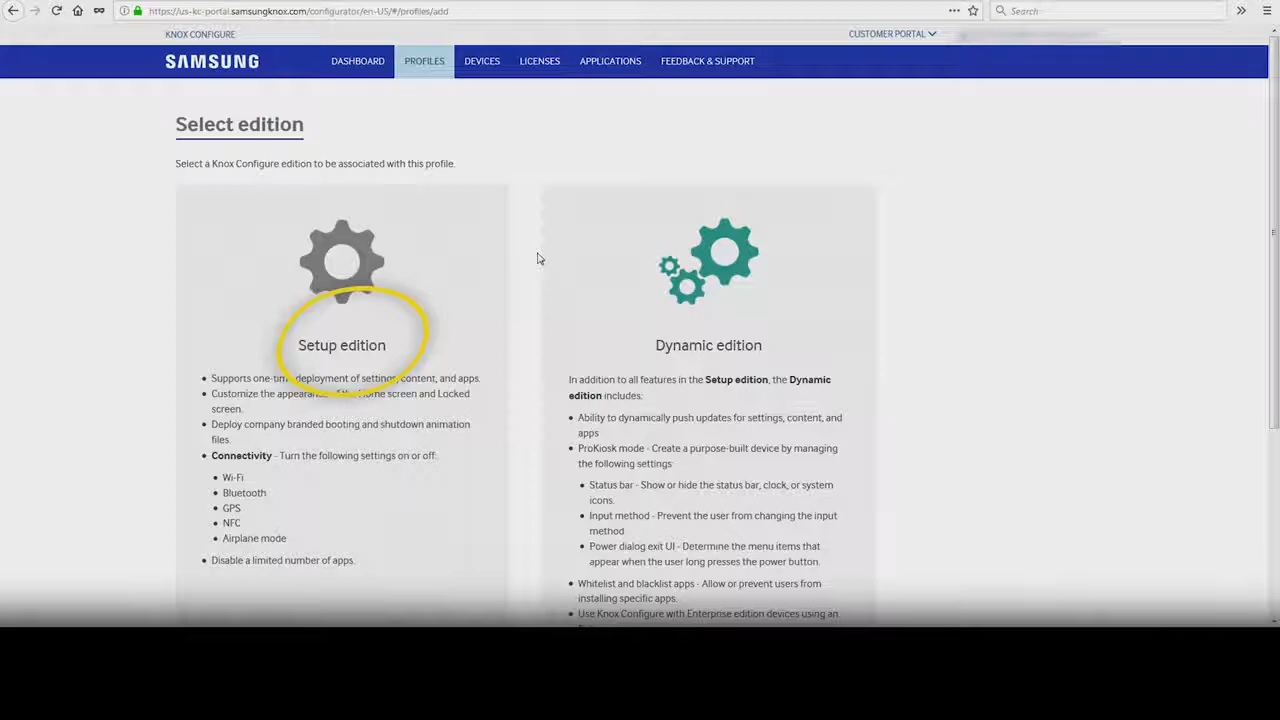 https://us-kc-portal.samsungknox.com/configurator/en-US/#/profiles/add
Search
KNOX CONFIGURE
CUSTOMER PORTAL
SAMSUNG
DASHBOARD PROFILES DEVICES LICENSES APPLICATIONS FEEDBACK & SUPPORT
Select edition
Select a Knox Configure edition to be associated with this profile.
Setup edition
• Supports one-time deployment of settings, content, and apps.
• Customize the appearance of the Home screen and Locked
screen.
• Deploy company branded booting and shutdown animation
files.
• Connectivity - Turn the following settings on or off:
• Wi-Fi
• Bluetooth
• GPS
• NFC
• Airplane mode
• Disable a limited number of apps.
Dynamic edition
In addition to all features in the Setup edition, the Dynamic
edition includes:
• Ability to dynamically push updates for settings, content, and
apps
• ProKiosk mode - Create a purpose-built device by managing
the following settings
• Status bar - Show or hide the status bar, clock, or system
icons.
• Input method - Prevent the user from changing the input
method
• Power dialog exit UI - Determine the menu items that
appear when the user long presses the power button.
• Whitelist and blacklist apps - Allow or prevent users from
installing specific apps.
• Use Knox Configure with Enterprise edition devices using an